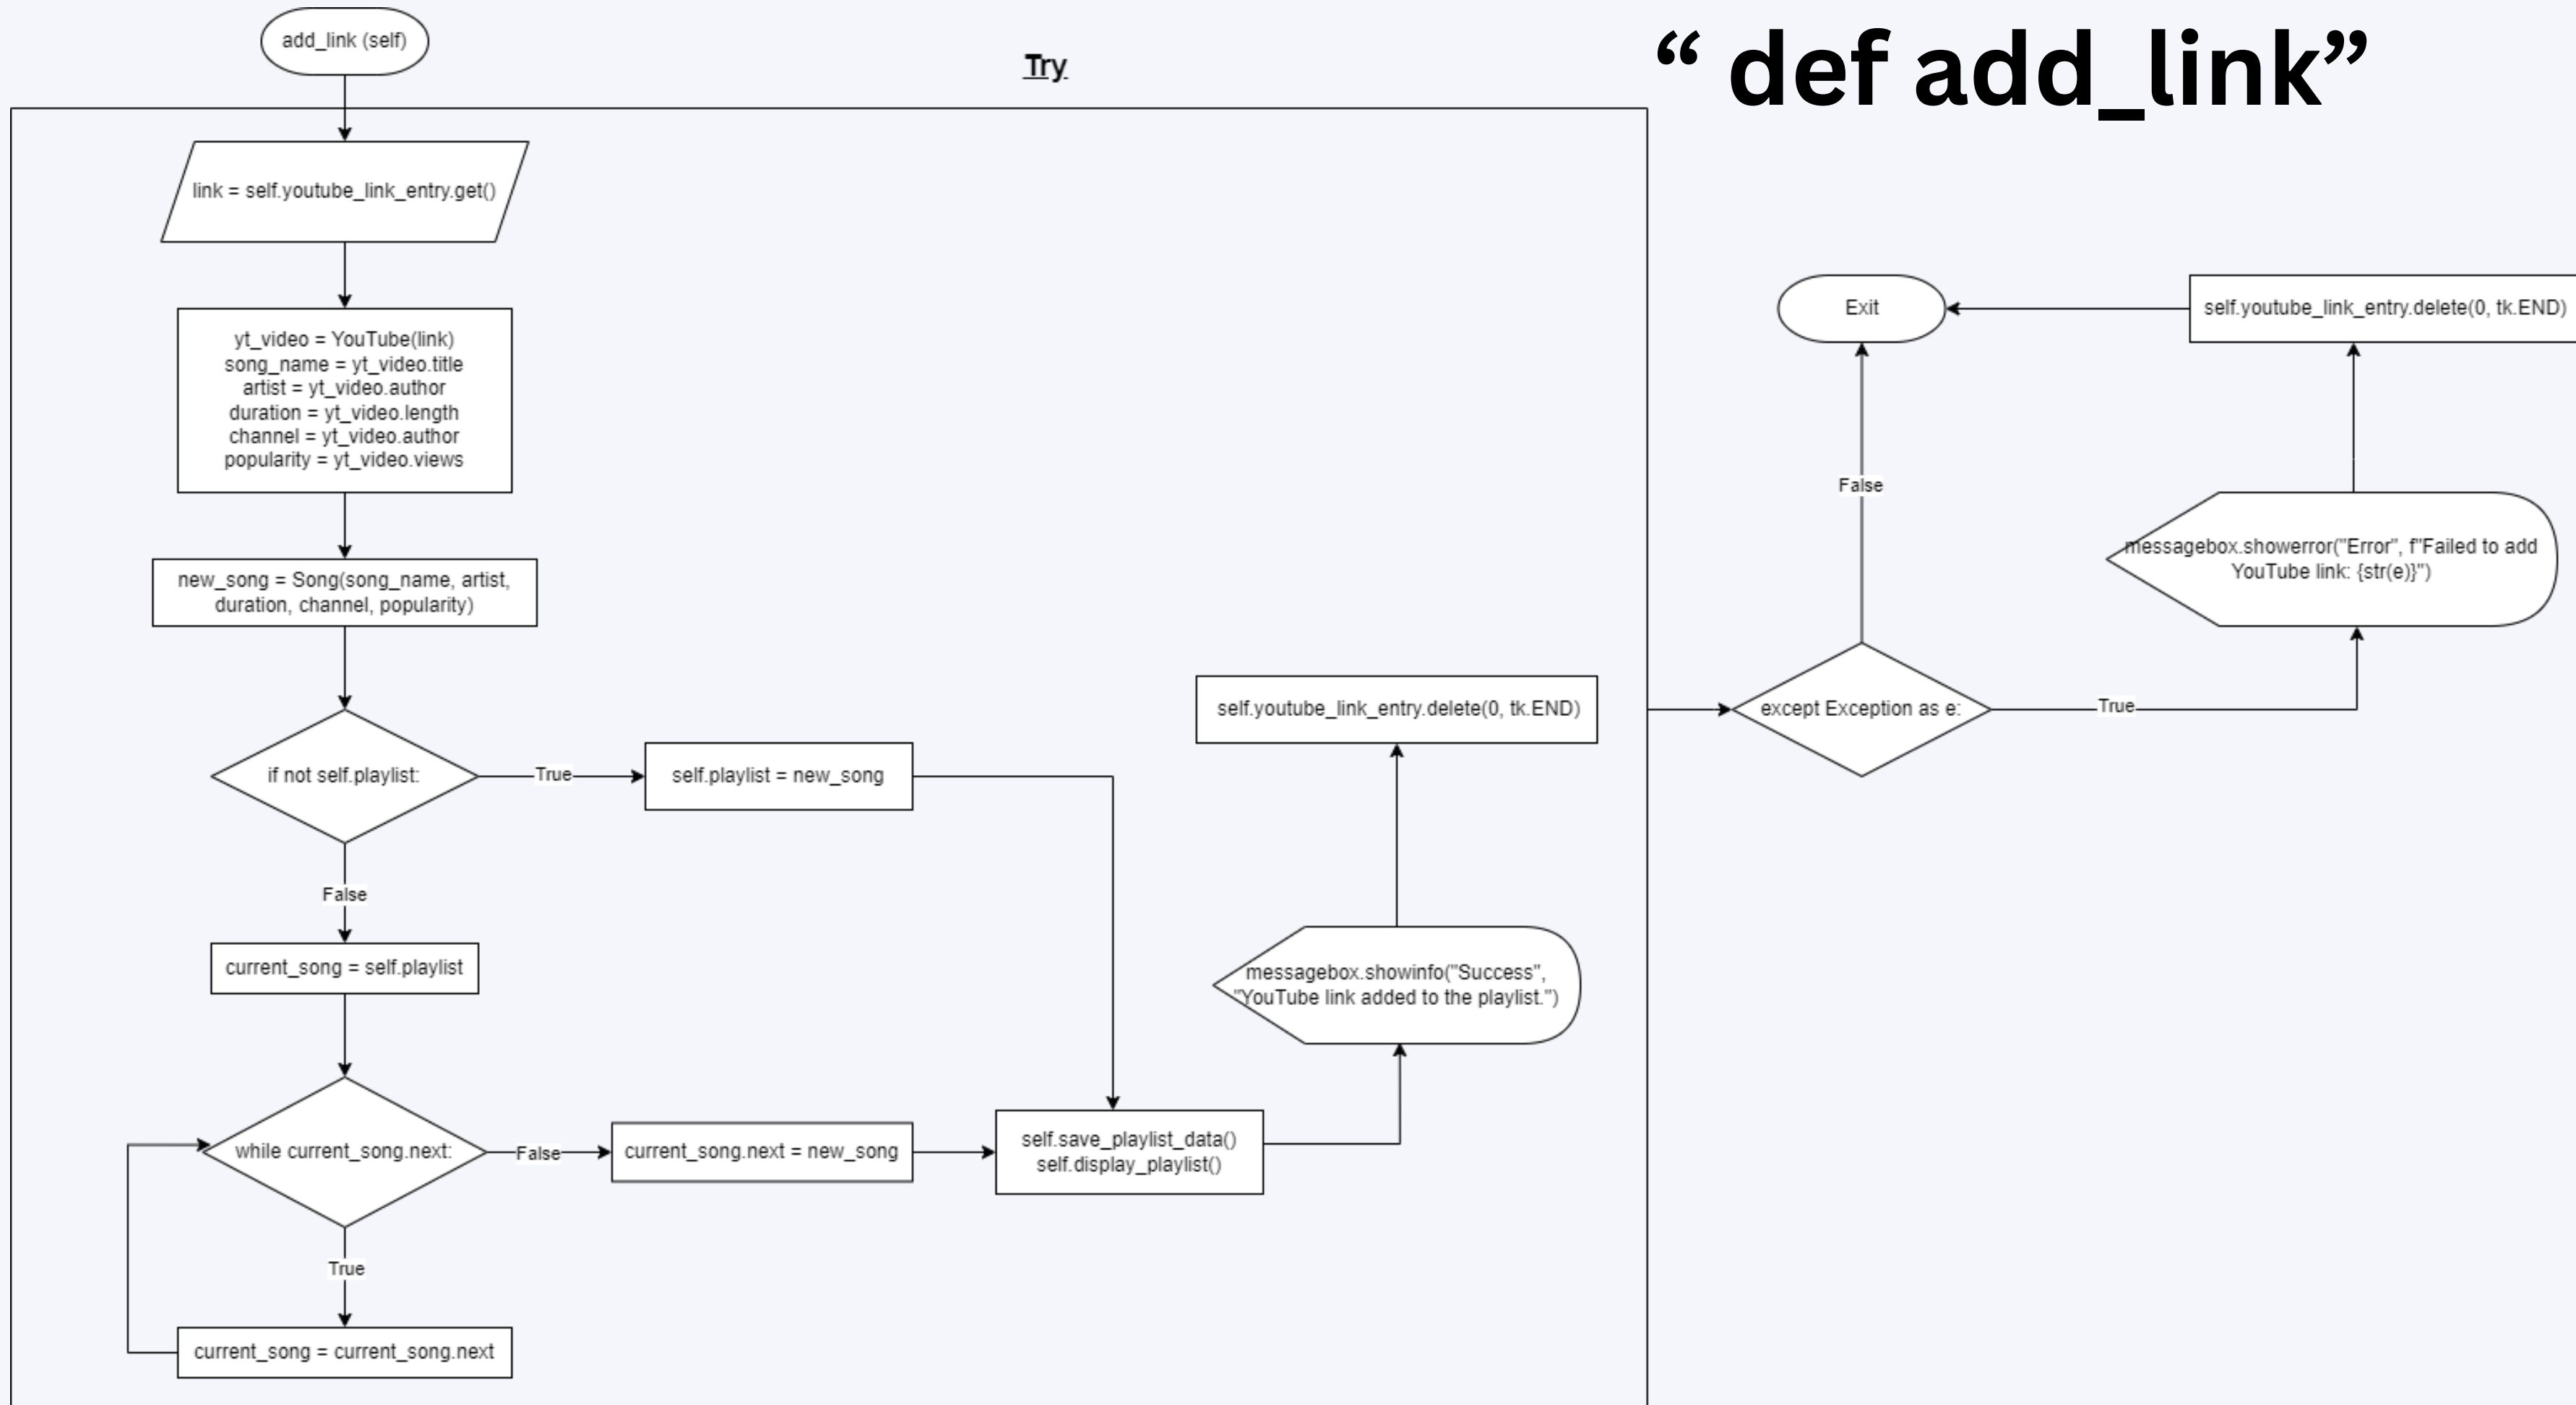 “ def add_link”
add_link (self)
Try
link = self.youtube_link_entry.get()
yt_video = YouTube(link)
song_name = yt_video.title
artist = yt_video.author
duration = yt_video.length
channel = yt_video.author
popularity = yt_video.views
new_song = Song(song_name, artist,
duration, channel, popularity)
if not self.playlist:
True
self.playlist = new_song
False
current_song = self.playlist
while current_song.next:
False
current_song.next = new_song
True
current_song = current_song.next
self.save_playlist_data()
self.display_playlist()
messagebox.showinfo("Success",
"YouTube link added to the playlist.")
self.youtube_link_entry.delete(0, tk.END)
except Exception as e:
True
messagebox.showerror("Error", f"Failed to add
YouTube link: {str(e)}")
self.youtube_link_entry.delete(0, tk.END)
False
Exit